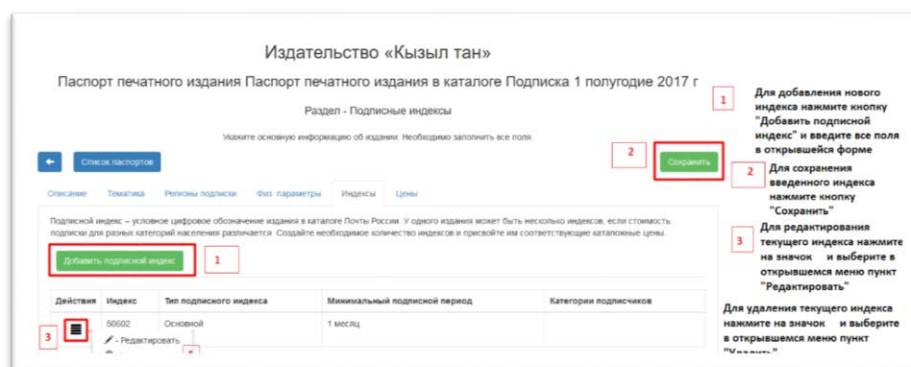 Издательство «Кызыл тан»
Паспорт печатного издания Паспорт печатного издания в каталоге Подписка 1 полугодие 2017 г
Раздел - Подписные индексы
Укажите основную информацию об издании. Необходимо заполнить все поля
Список паспортов
2
Сохранить
Описание Тематика Регионы подписки Физ. параметры Индексы Цены
Подписной индекс – условное цифровое обозначение издания в каталоге Почты России. У одного издания может быть несколько индексов, если стоимость
подписки для разных категорий населения различается. Создайте необходимое количество индексов и присвойте им соответствующие каталожные цены.
Добавить подписной индекс
1
Действия Индекс Тип подписного индекса Минимальный подписной период Категории подписчиков
3
50602 Основной 1 месяц
- Редактировать
1
Для добавления нового
индекса нажмите кнопку
"Добавить подписной
индекс" и введите все поля
в открывшейся форме
2
Для сохранения
введенного индекса
нажмите кнопку
"Сохранить"
3
Для редактирования
текущего индекса нажмите
на значок и выберите в
открывшемся меню пункт
"Редактировать"
Для удаления текущего индекса
нажмите на значок и выберите
в открывшемся меню пункт
"Удалить"